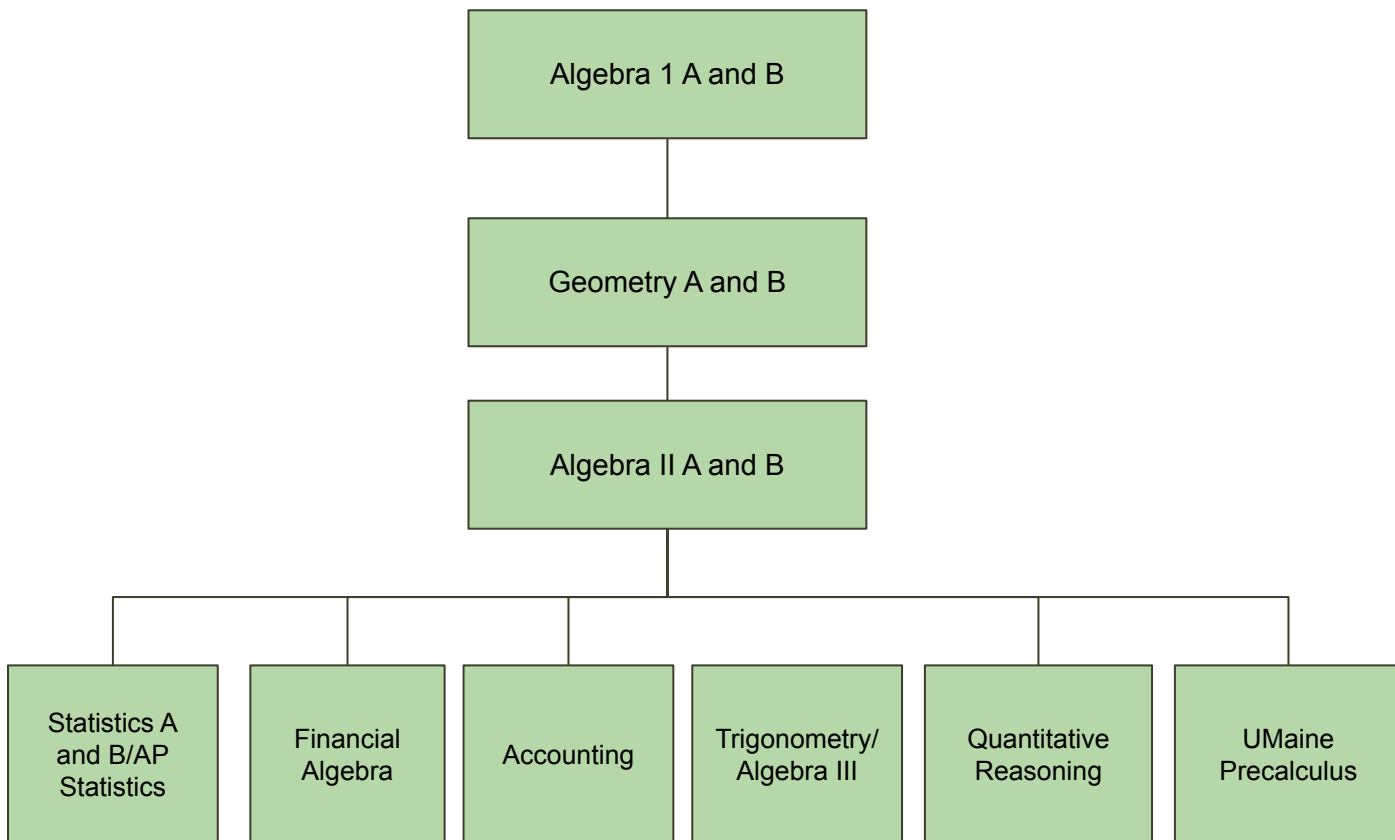 Algebra 1 A and B
Geometry A and B
Algebra II A and B
Statistics A
and B/AP
Statistics
Financial
Algebra
Accounting
Trigonometry/
Algebra III
Quantitative
Reasoning
UMaine
Precalculus